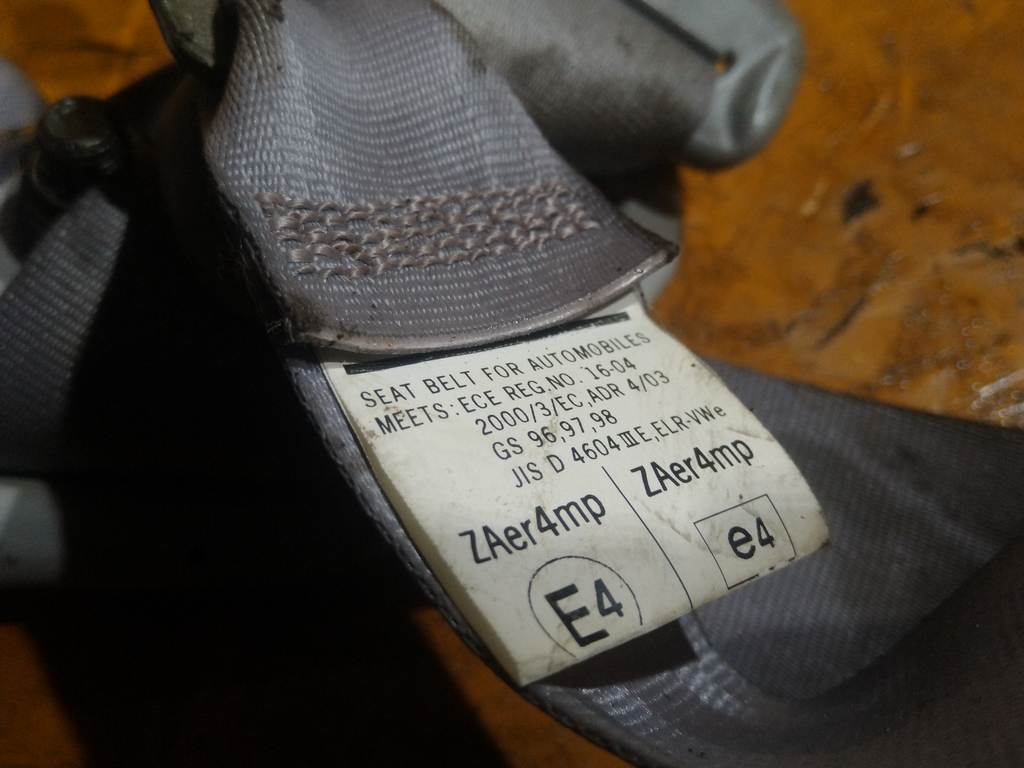 SEAT BELT FOR AUTOMOBILES
MEETS: ECE REG.NO. 16-04
2000/3/EC, ADR 4/03
GS 96,97,98
JIS D 4604ⅢE,ELR-VWe
ZAer4mp
ZAer4mp
E4
e4